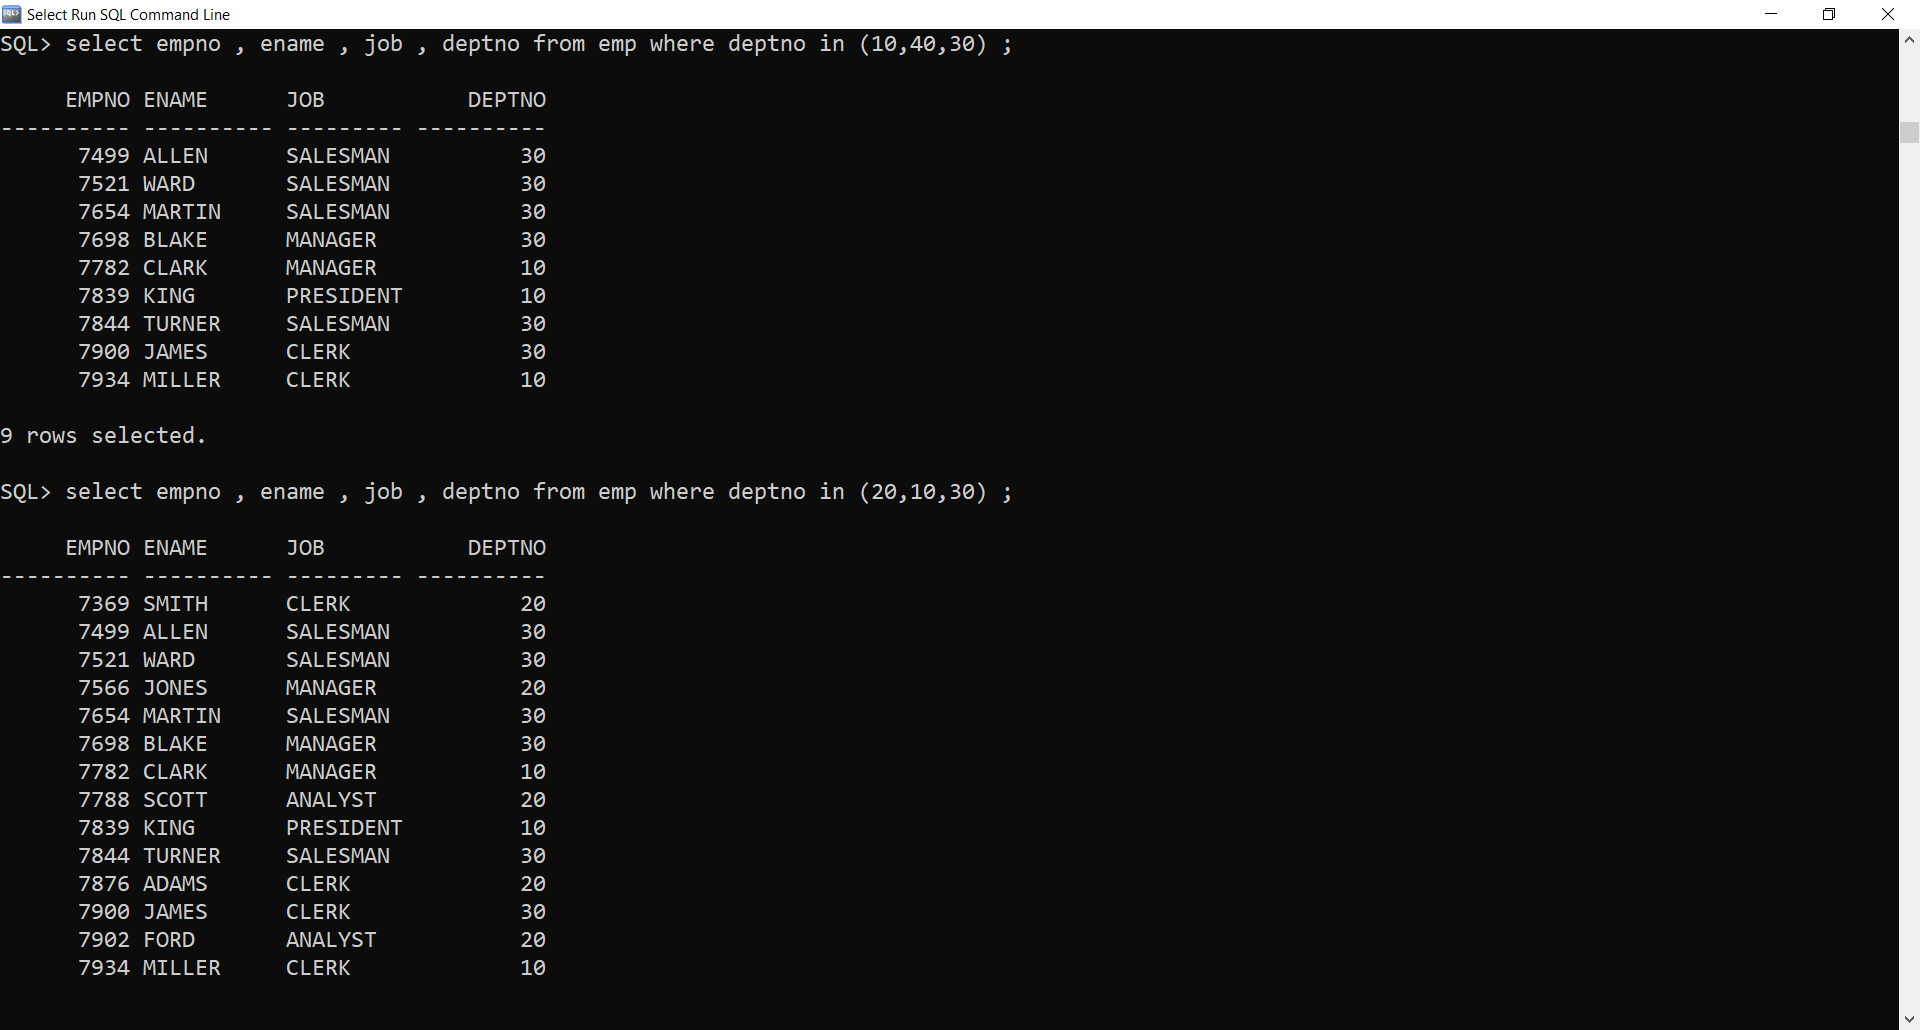 Select Run SQL Command Line
SQL> select empno , ename , job , deptno from emp where deptno in (10,40,30) ;
EMPNO ENAME JOB DEPTNO
---------- ---------- --------- ----------
7499 ALLEN SALESMAN 30
7521 WARD SALESMAN 30
7654 MARTIN SALESMAN 30
7698 BLAKE MANAGER 30
7782 CLARK MANAGER 10
7839 KING PRESIDENT 10
7844 TURNER SALESMAN 30
7900 JAMES CLERK 30
7934 MILLER CLERK 10
9 rows selected.
SQL> select empno , ename , job , deptno from emp where deptno in (20,10,30) ;
EMPNO ENAME JOB DEPTNO
---------- ---------- --------- ----------
7369 SMITH CLERK 20
7499 ALLEN SALESMAN 30
7521 WARD SALESMAN 30
7566 JONES MANAGER 20
7654 MARTIN SALESMAN 30
7698 BLAKE MANAGER 30
7782 CLARK MANAGER 10
7788 SCOTT ANALYST 20
7839 KING PRESIDENT 10
7844 TURNER SALESMAN 30
7876 ADAMS CLERK 20
7900 JAMES CLERK 30
7902 FORD ANALYST 20
7934 MILLER CLERK 10